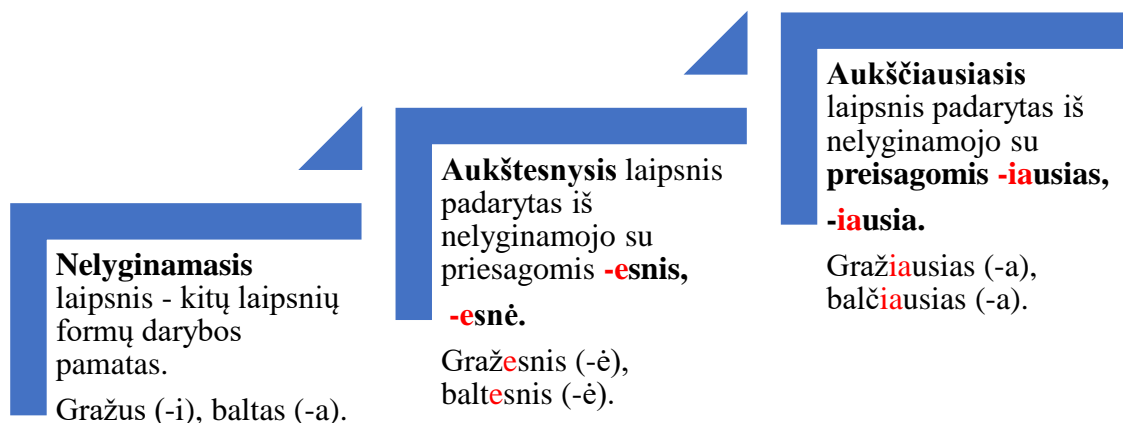 Nelyginamasis
laipsnis - kitų laipsnių
formų darybos
pamatas.
Gražus (-i), baltas (-a).
Aukštesnysis laipsnis
padarytas iš
nelyginamojo su
priesagomis -esnis,
-esnė.
Gražesnis (-ė),
baltesnis (-ė).
Aukščiausiasis
laipsnis padarytas iš
nelyginamojo su
preisagomis -iausias,
-iausia.
Gražiausias (-a),
balčiausias (-a).